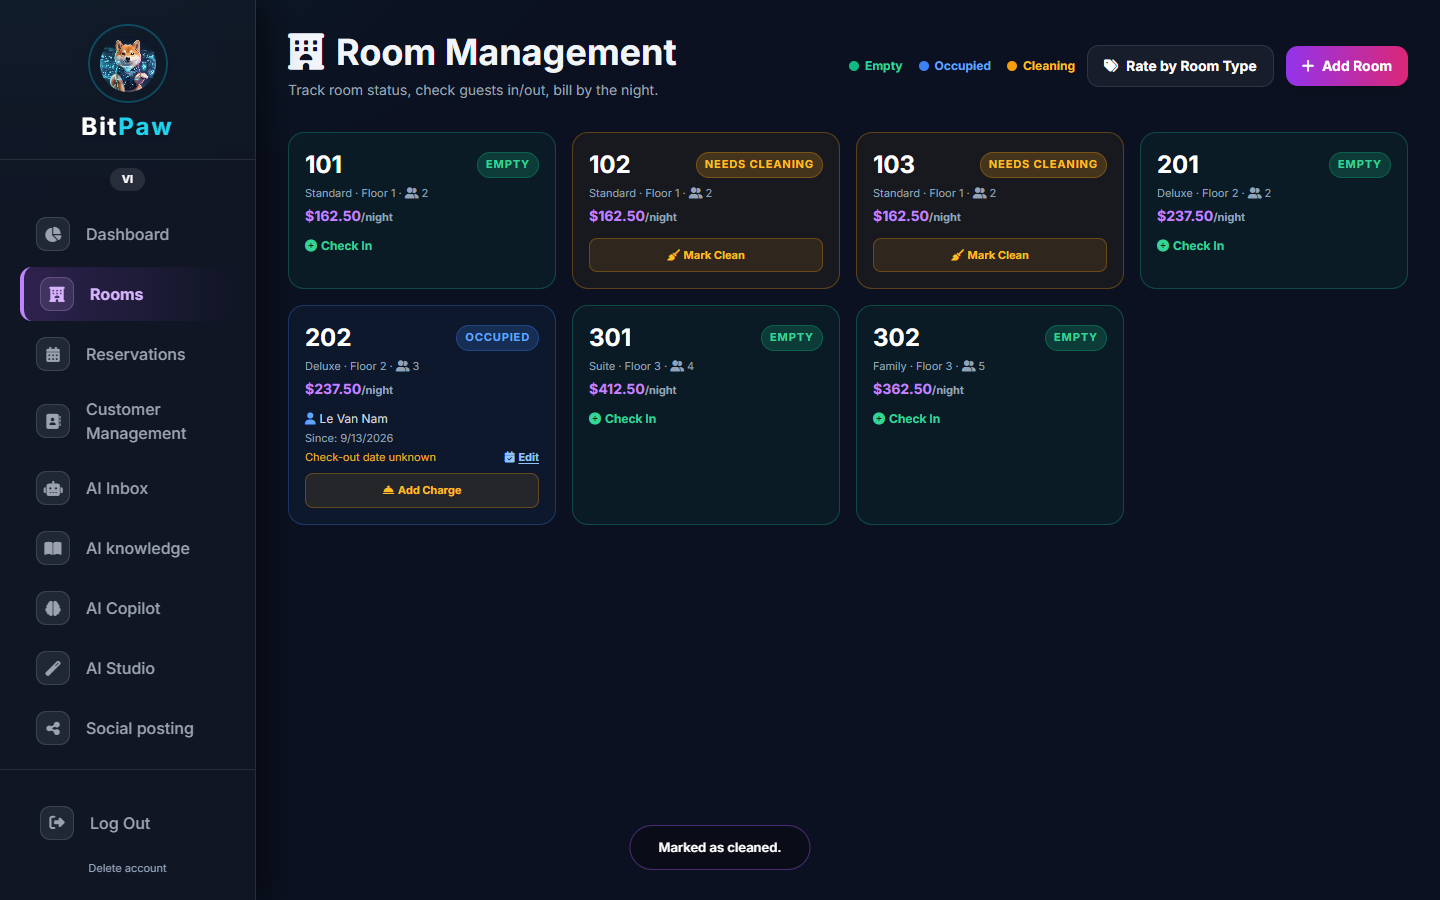 BitPaw
VI
Dashboard
Rooms
Reservations
Customer
Management
AI Inbox
AI knowledge
AI Copilot
AI Studio
Social posting
Log Out
Delete account
Room Management
Track room status, check guests in/out, bill by the night.
Empty
Occupied
Cleaning
Rate by Room Type
Add Room
101
EMPTY
Standard · Floor 1 · 2
$162.50/night
Check In
102
NEEDS CLEANING
Standard · Floor 1 · 2
$162.50/night
Mark Clean
103
NEEDS CLEANING
Standard · Floor 1 · 2
$162.50/night
Mark Clean
201
EMPTY
Deluxe · Floor 2 · 2
$237.50/night
Check In
202
OCCUPIED
Deluxe · Floor 2 · 3
$237.50/night
Le Van Nam
Since: 9/13/2026
Check-out date unknown
Edit
Add Charge
301
EMPTY
Suite · Floor 3 · 4
$412.50/night
Check In
302
EMPTY
Family · Floor 3 · 5
$362.50/night
Check In
Marked as cleaned.